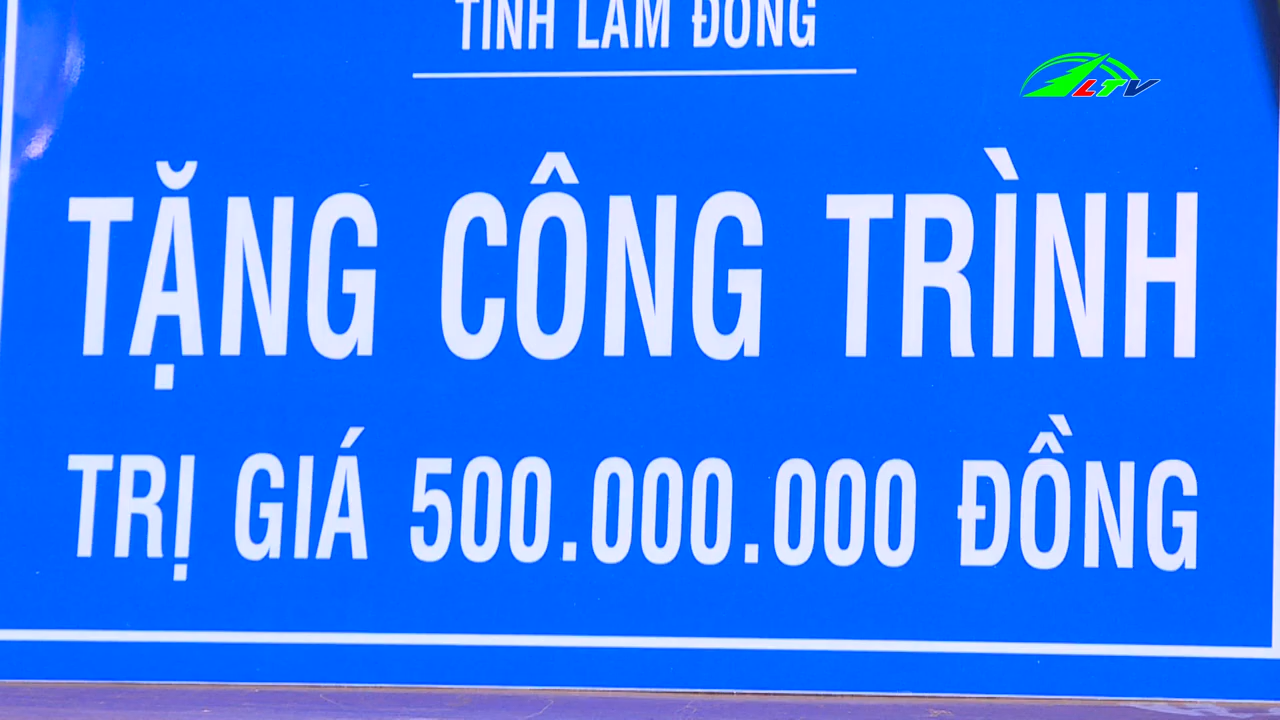 TỈNH LÂM ĐỒNG
LTV
TẶNG CÔNG TRÌNH
TRỊ GIÁ 500.000.000 ĐỒNG